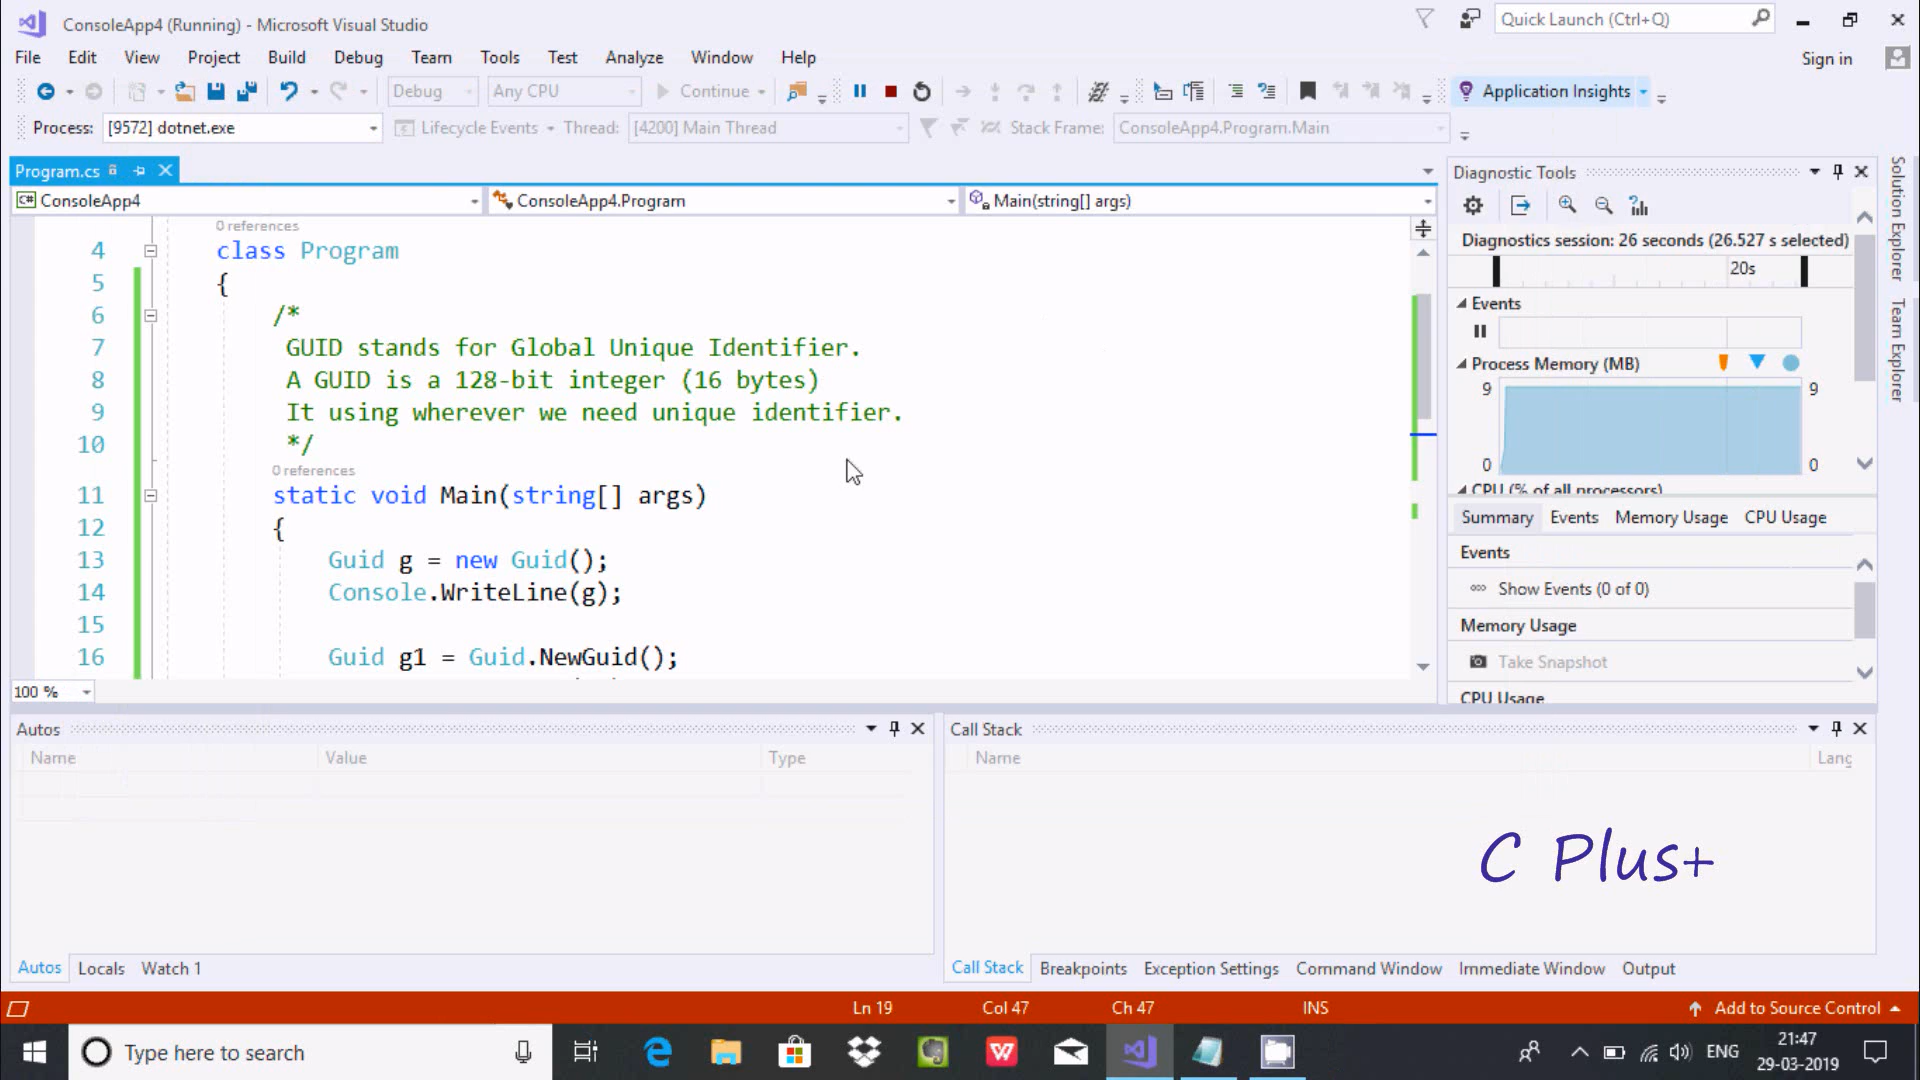 ConsoleApp4 (Running) - Microsoft Visual Studio
Quick Launch (Ctrl+Q)
File Edit View Project Build Debug Team Tools Test Analyze Window Help
Sign in
Debug Any CPU Continue Application Insights
Process: [9572] dotnet.exe Lifecycle Events Thread: [4200] Main Thread Stack Frame: ConsoleApp4.Program.Main
Program.cs
ConsoleApp4 ConsoleApp4.Program Main(string[] args)
0 references
4 class Program
5 {
6 /*
7 GUID stands for Global Unique Identifier.
8 A GUID is a 128-bit integer (16 bytes)
9 It using wherever we need unique identifier.
10 */
0 references
11 static void Main(string[] args)
12 {
13 Guid g = new Guid();
14 Console.WriteLine(g);
15
16 Guid g1 = Guid.NewGuid();
100 %
Diagnostic Tools
Diagnostics session: 26 seconds (26.527 s selected)
20s
Events
Process Memory (MB)
9 9
0 0
CPU (% of all processors)
Summary Events Memory Usage CPU Usage
Events
Show Events (0 of 0)
Memory Usage
Take Snapshot
CPU Usage
Solution Explorer
Team Explorer
Autos
Name Value Type
Autos Locals Watch 1
Call Stack
Name Lang
C Plus+
Call Stack Breakpoints Exception Settings Command Window Immediate Window Output
Ln 19 Col 47 Ch 47 INS Add to Source Control
Type here to search
ENG
21:47
29-03-2019